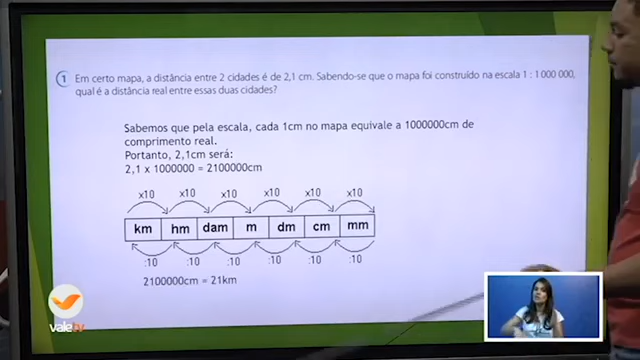 1 Em certo mapa, a distância entre 2 cidades é de 2,1 cm. Sabendo-se que o mapa foi construído na escala 1 : 1 000 000,
qual é a distância real entre essas duas cidades?
Sabemos que pela escala, cada 1cm no mapa equivale a 1000000cm de
comprimento real.
Portanto, 2,1cm será:
2,1 x 1000000 = 2100000cm
x10 x10 x10 x10 x10 x10
km hm dam m dm cm mm
:10 :10 :10 :10 :10 :10
2100000cm = 21km
vale tv